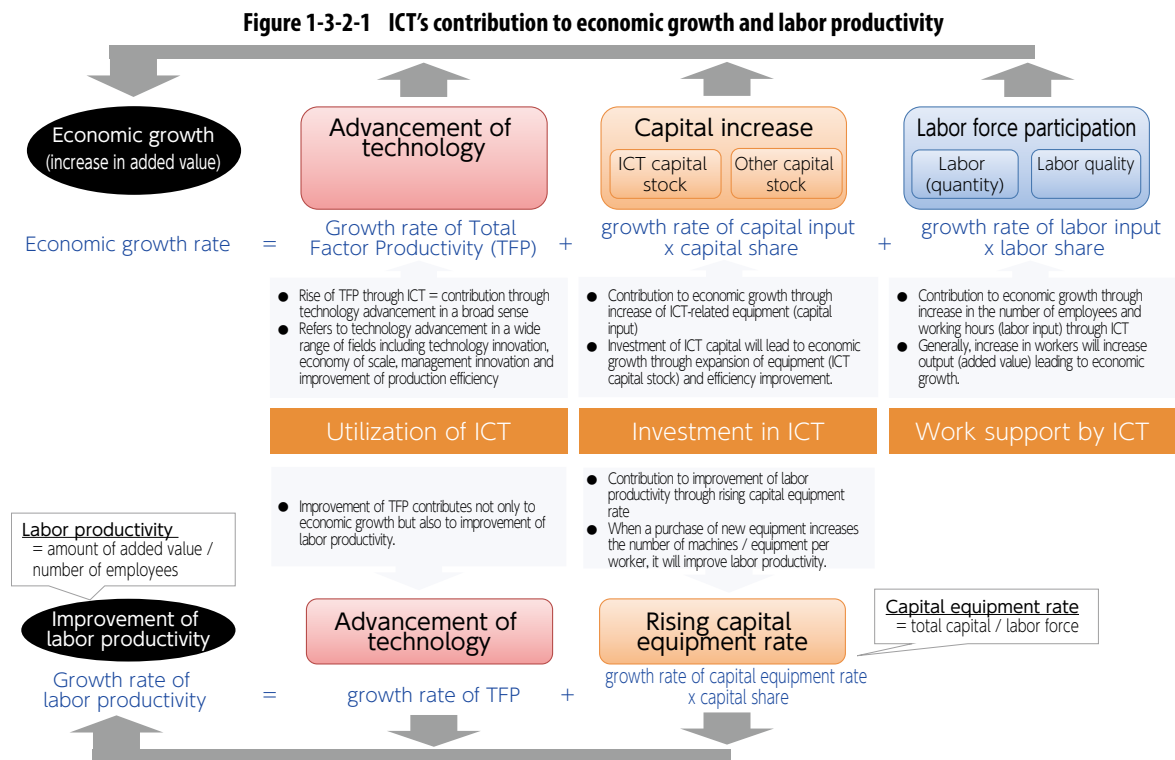 Figure 1-3-2-1 ICT's contribution to economic growth and labor productivity
Economic growth
(increase in added value)
Advancement of
technology
Capital increase
ICT capital
stock
Other capital
stock
Labor force participation
Labor
(quantity)
Labor quality
Economic growth rate
=
Growth rate of Total
Factor Productivity (TFP)
+
growth rate of capital input
x capital share
+
growth rate of labor input
x labor share
● Rise of TFP through ICT = contribution through
technology advancement in a broad sense
● Refers to technology advancement in a wide
range of fields including technology innovation,
economy of scale, management innovation and
improvement of production efficiency
● Contribution to economic growth through
increase of ICT-related equipment (capital
input)
● Investment of ICT capital will lead to economic
growth through expansion of equipment (ICT
capital stock) and efficiency improvement.
● Contribution to economic growth through
increase in the number of employees and
working hours (labor input) through ICT
● Generally, increase in workers will increase
output (added value) leading to economic
growth.
Utilization of ICT
Investment in ICT
Work support by ICT
● Improvement of TFP contributes not only to
economic growth but also to improvement of
labor productivity.
● Contribution to improvement of labor
productivity through rising capital equipment
rate
● When a purchase of new equipment increases
the number of machines / equipment per
worker, it will improve labor productivity.
Labor productivity
= amount of added value /
number of employees
Improvement of
labor productivity
Advancement of
technology
Rising capital
equipment rate
Capital equipment rate
= total capital / labor force
Growth rate of
labor productivity
=
growth rate of TFP
+
growth rate of capital equipment rate
x capital share